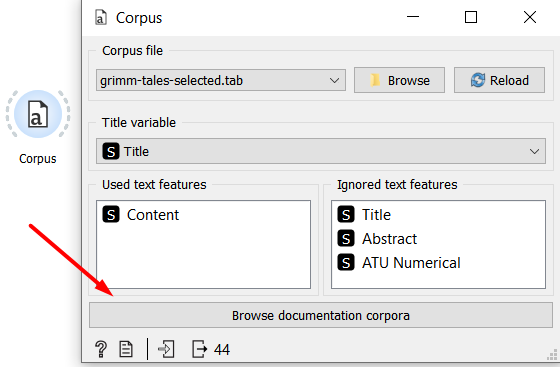 Corpus
Corpus file
grimm-tales-selected.tab
Browse
Reload
Title variable
S Title
Used text features
Ignored text features
S Content
S Title
S Abstract
S ATU Numerical
Browse documentation corpora
? 44
a
Corpus